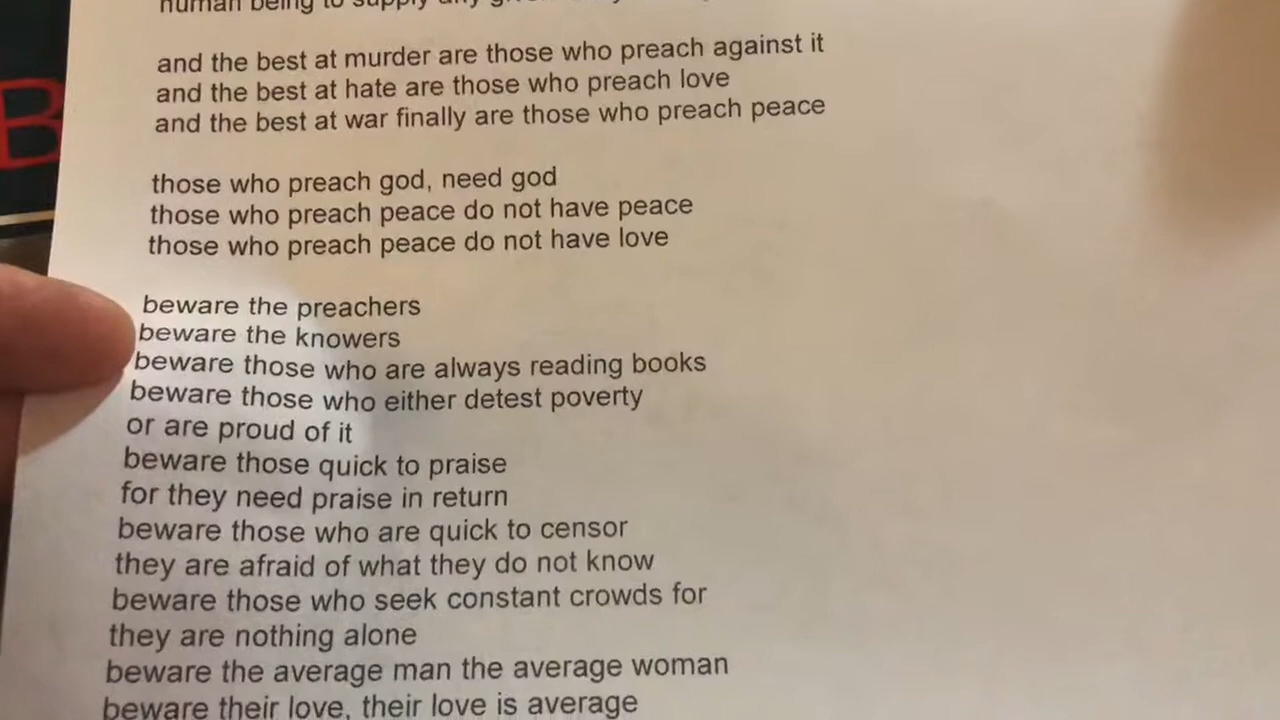 human being to supply any
and the best at murder are those who preach against it
and the best at hate are those who preach love
and the best at war finally are those who preach peace
those who preach god, need god
those who preach peace do not have peace
those who preach peace do not have love
beware the preachers
beware the knowers
beware those who are always reading books
beware those who either detest poverty
or are proud of it
beware those quick to praise
for they need praise in return
beware those who are quick to censor
they are afraid of what they do not know
beware those who seek constant crowds for
they are nothing alone
beware the average man the average woman
beware their love, their love is average
B